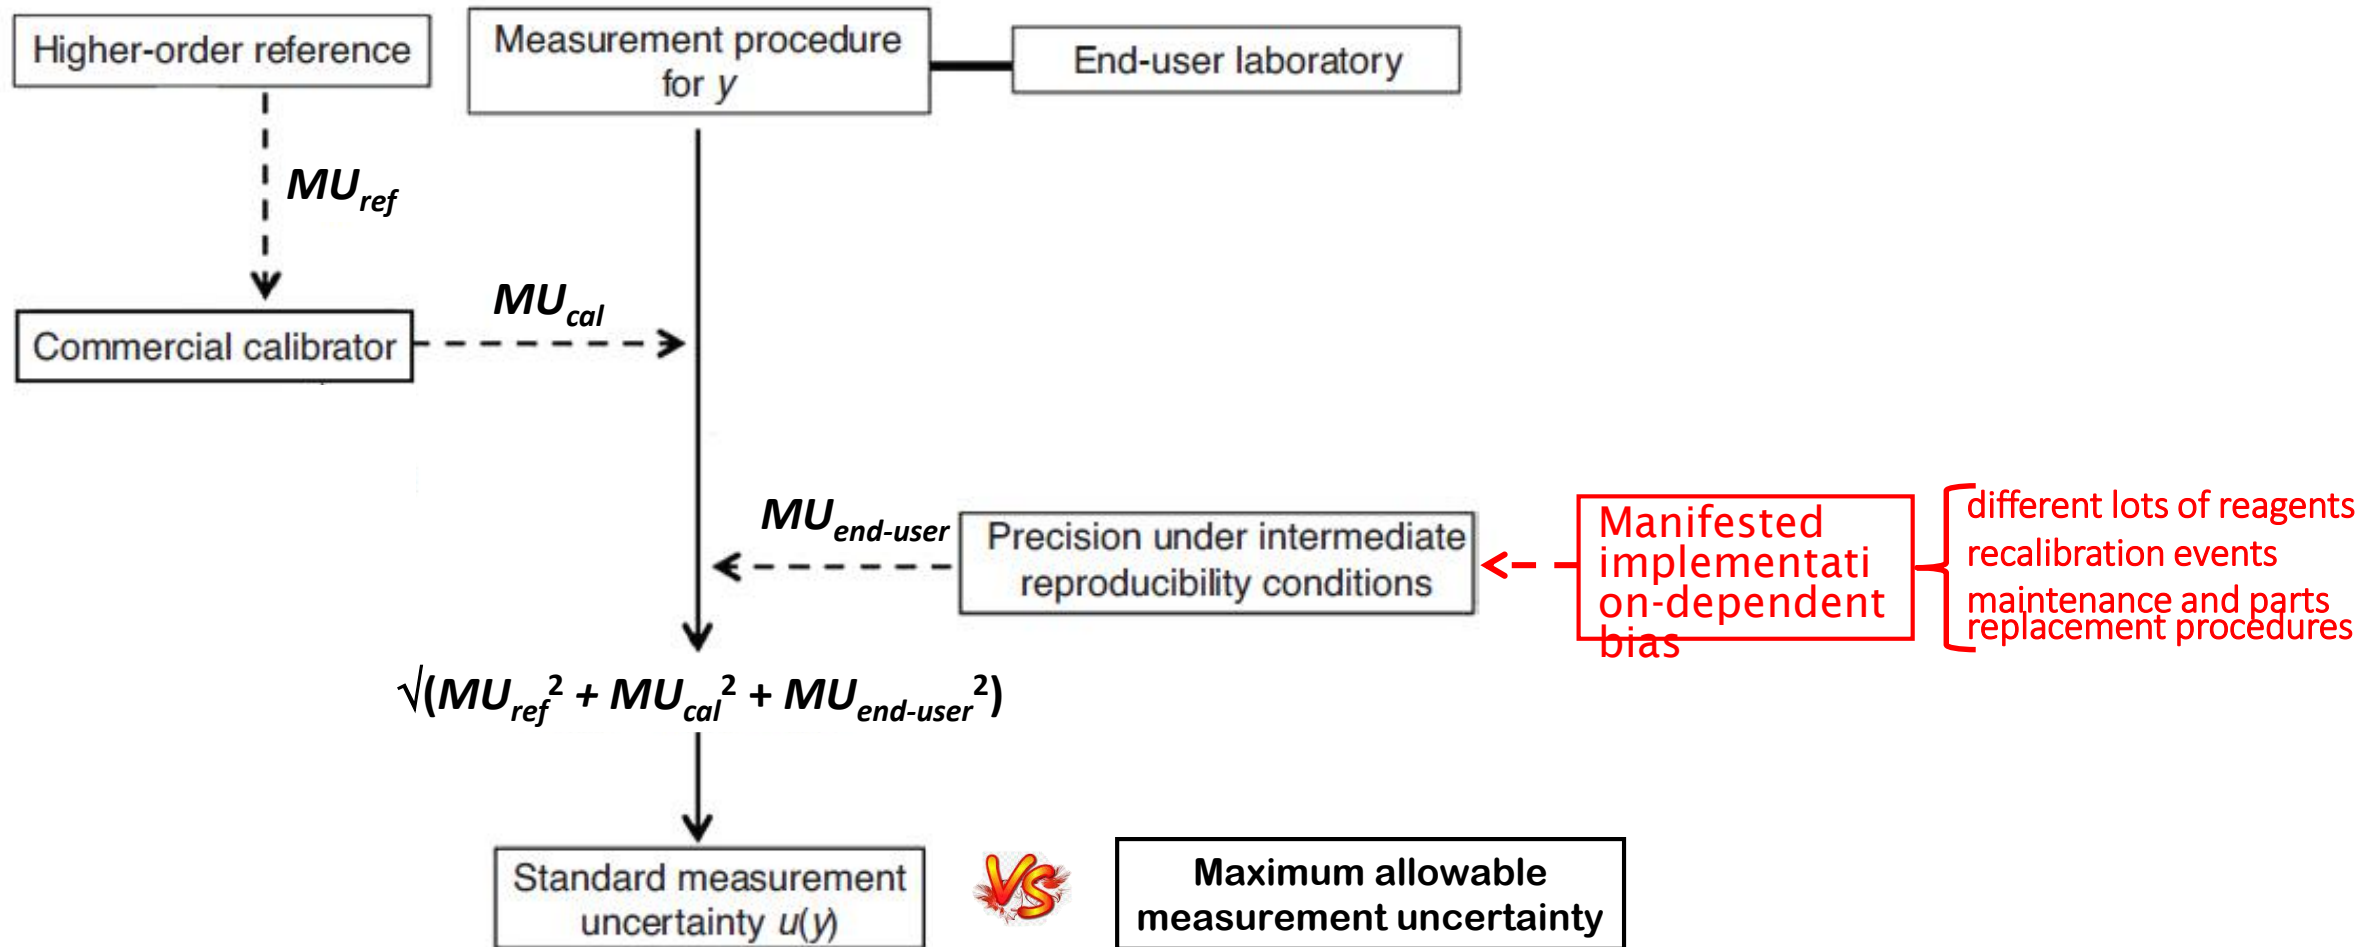 Higher-order reference
Measurement procedure
for y
End-user laboratory
MUref
MUcal
Commercial calibrator
MUend-user
Precision under intermediate
reproducibility conditions
Manifested
implementati
on-dependent
bias
different lots of reagents
recalibration events
maintenance and parts
replacement procedures
√(MUref² + MUcal² + MUend-user²)
Standard measurement
uncertainty u(y)
VS
Maximum allowable
measurement uncertainty